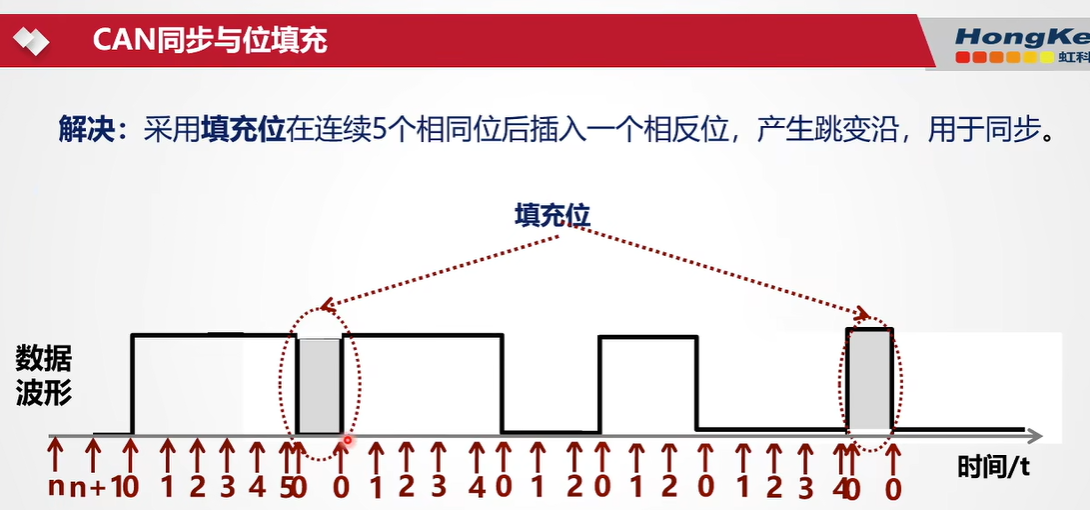 CAN同步与位填充
HongKe
虹科
解决：采用填充位在连续5个相同位后插入一个相反位，产生跳变沿，用于同步。
填充位
数据
波形
n n+1 0 1 2 3 4 5 0 0 1 2 3 4 0 1 2 0 1 2 0 1 2 3 4 0 0
时间/t